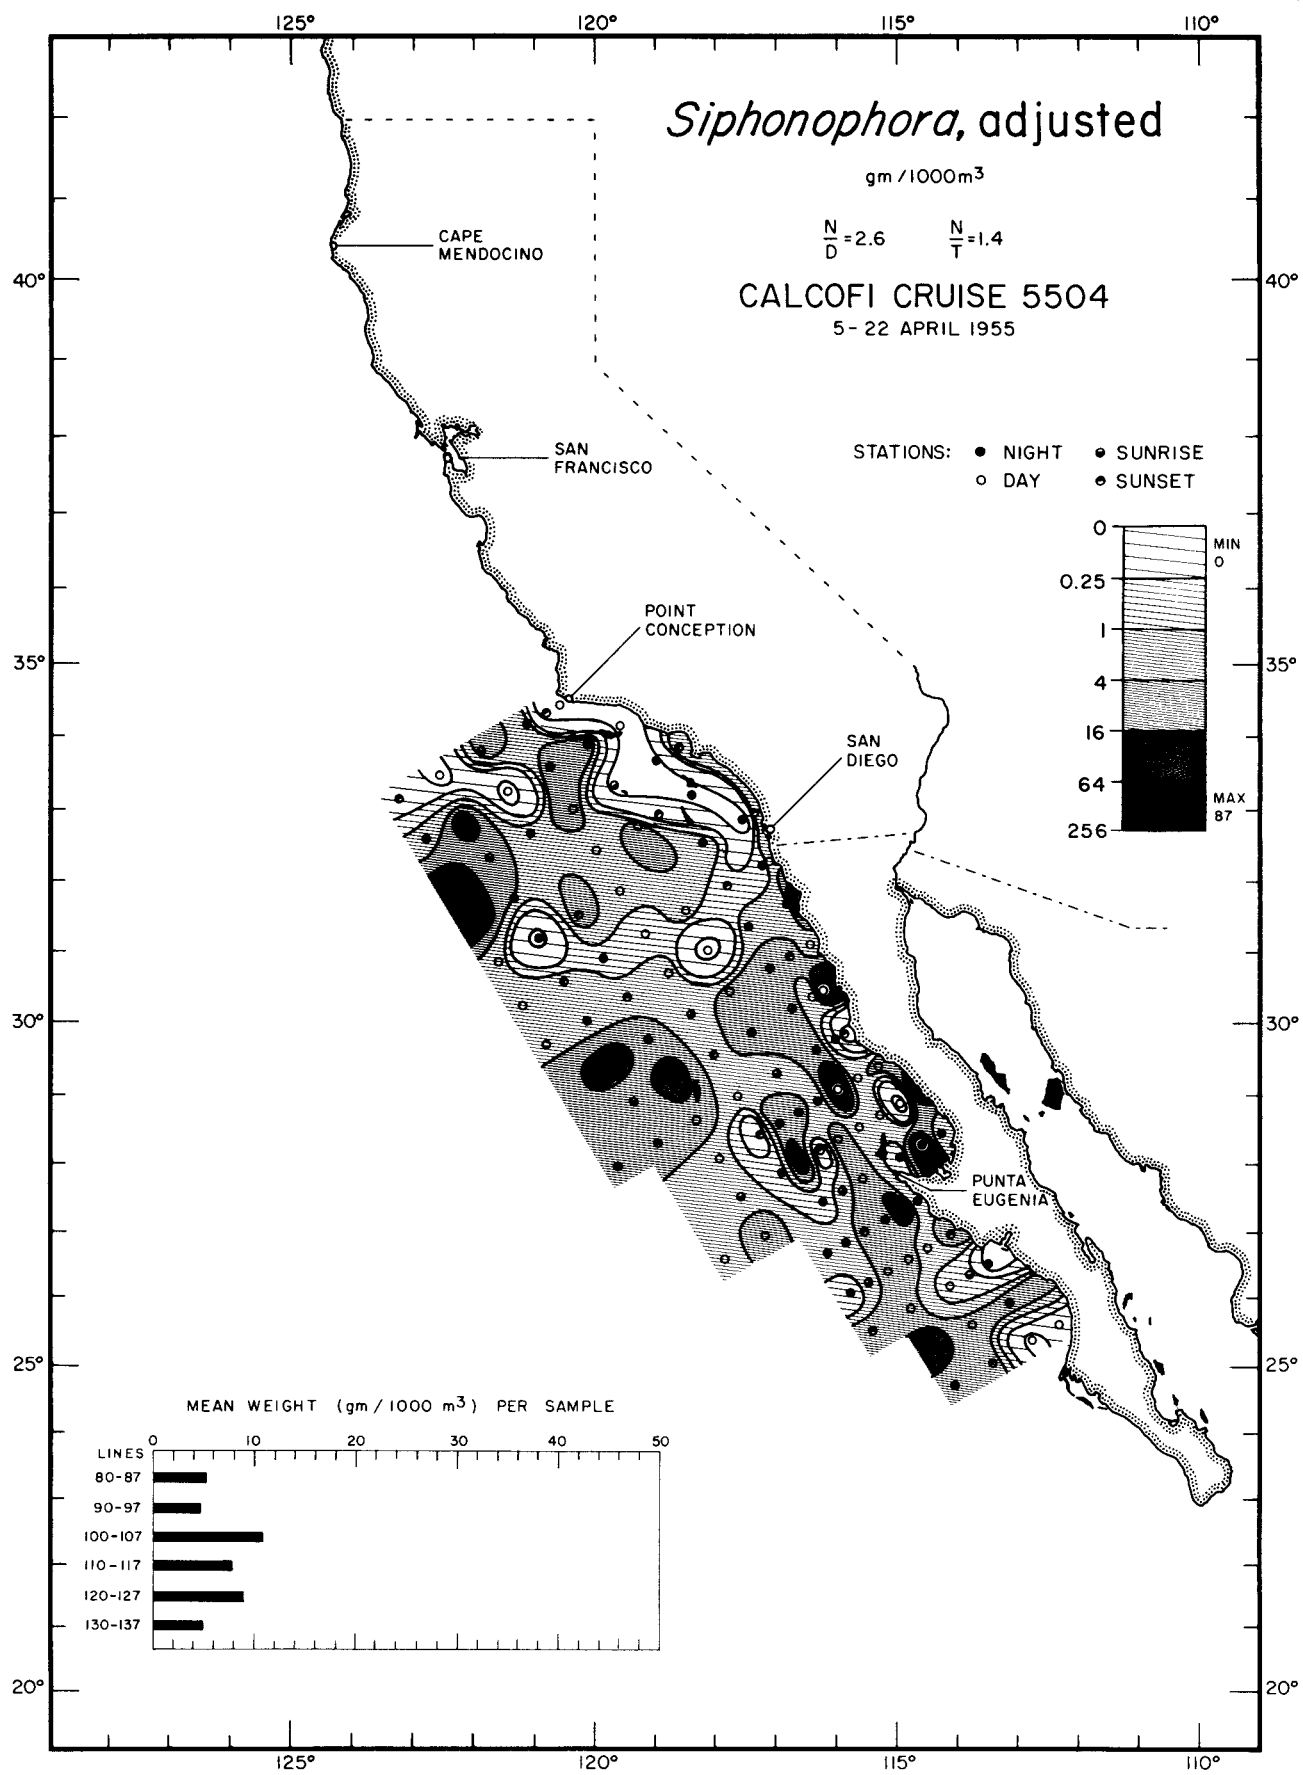 125° 120° 115° 110°
Siphonophora, adjusted
gm/1000m³
N/D = 2.6 N/T = 1.4
CALCOFI CRUISE 5504
5-22 APRIL 1955
CAPE
MENDOCINO
40° 40°
SAN
FRANCISCO
STATIONS: ● NIGHT SUNRISE
○ DAY SUNSET
0
0.25
1
4
16
64
256
MIN
0
MAX
87
POINT
CONCEPTION
35° 35°
SAN
DIEGO
30° 30°
PUNTA
EUGENIA
25° 25°
MEAN WEIGHT (gm/1000 m³) PER SAMPLE
LINES 0 10 20 30 40 50
80-87
90-97
100-107
110-117
120-127
130-137
20° 20°
125° 120° 115° 110°